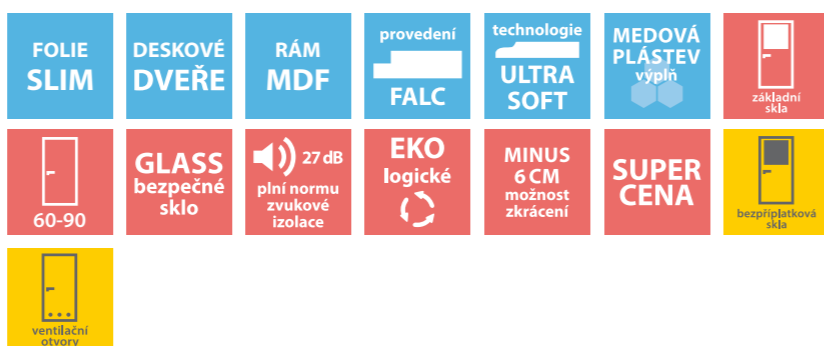 FOLIE
SLIM
DESKOVÉ
DVEŘE
RÁM
MDF
provedení
FALC
technologie
ULTRA
SOFT
MEDOVÁ
PLÁSTEV
výplň
základní
skla
60-90
GLASS
bezpečné
sklo
27 dB
plní normu
zvukové
izolace
EKO
logické
MINUS
6 CM
možnost
zkrácení
SUPER
CENA
bezpříplatková
skla
ventilační
otvory